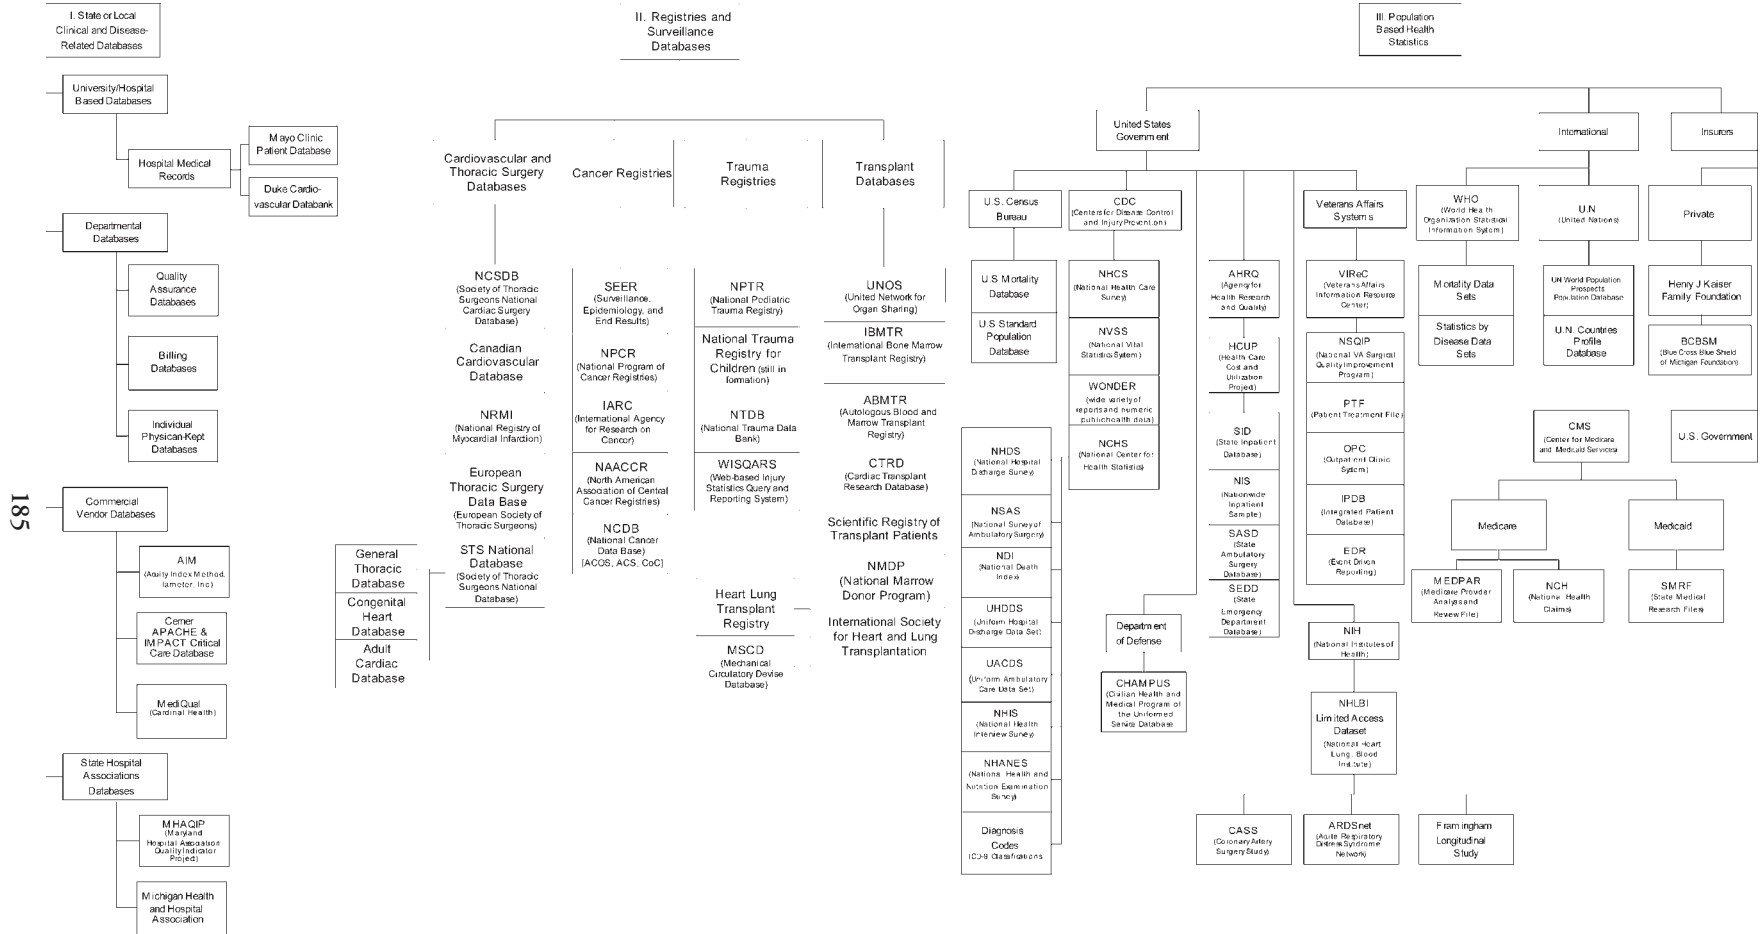 I. State or Local
Clinical and Disease-
Related Databases
University/Hospital
Based Databases
Hospital Medical
Records
Mayo Clinic
Patient Database
Duke Cardio-
vascular Databank
Departmental
Databases
Quality
Assurance
Databases
Billing
Databases
Individual
Physican-Kept
Databases
Commercial
Vendor Databases
AIM
(Acuity Index Method,
Iameter, Inc)
Cerner
APACHE &
IMPACT Critical
Care Database
MediQual
(Cardinal Health)
State Hospital
Associations
Databases
MHAQIP
(Maryland
Hospital Association
Quality Indicator
Project)
Michigan Health
and Hospital
Association
185
II. Registries and
Surveillance
Databases
Cardiovascular and
Thoracic Surgery
Databases
NCSDB
(Society of Thoracic
Surgeons National
Cardiac Surgery
Database)
Canadian
Cardiovascular
Database
NRMI
(National Registry of
Myocardial Infarction)
European
Thoracic Surgery
Data Base
(European Society of
Thoracic Surgeons)
STS National
Database
(Society of Thoracic
Surgeons National
Database)
General
Thoracic
Database
Congenital
Heart
Database
Adult
Cardiac
Database
Cancer Registries
SEER
(Surveillance,
Epidemiology, and
End Results)
NPCR
(National Program of
Cancer Registries)
IARC
(International Agency
for Research on
Cancor)
NAACCR
(North American
Association of Central
Cancer Registries)
NCDB
(National Cancer
Data Base)
[ACOS, ACS, CoC]
Trauma
Registries
NPTR
(National Pediatric
Trauma Registry)
National Trauma
Registry for
Children (still in
formation)
NTDB
(National Trauma Data
Bank)
WISQARS
(Web-based Injury
Statistics Query and
Reporting System)
Transplant
Databases
UNOS
(United Network for
Organ Sharing)
IBMTR
(International Bone Marrow
Transplant Registry)
ABMTR
(Autologous Blood and
Marrow Transplant
Registry)
CTRD
(Cardiac Transplant
Research Database)
Scientific Registry of
Transplant Patients
NMDP
(National Marrow
Donor Program)
International Society
for Heart and Lung
Transplantation
Heart Lung
Transplant
Registry
MSCD
(Mechanical
Circulatory Devise
Database)
III. Population
Based Health
Statistics
United States
Government
U.S. Census
Bureau
U.S Mortality
Database
U.S Standard
Population
Database
CDC
(Centers for Disease Control
and Injury Prevention)
NHCS
(National Health Care
Survey)
NVSS
(National Vital
Statistics System)
WONDER
(wide variety of
reports and numeric
public health data)
NCHS
(National Center for
Health Statistics)
NHDS
(National Hospital
Discharge Survey)
NSAS
(National Survey of
Ambulatory Surgery)
NDI
(National Death
Index)
UHDDS
(Uniform Hospital
Discharge Data Set)
UACDS
(Uniform Ambulatory
Care Data Set)
NHIS
(National Health
Interview Survey)
NHANES
(National Health and
Nutrition Examination
Survey)
Diagnosis
Codes
ICD-9 Classifications
AHRQ
(Agency for
Health Research
and Quality)
HCUP
(Health Care
Cost and
Utilization
Project)
SID
(State Inpatient
Database)
NIS
(Nationwide
Inpatient
Sample)
SASD
(State
Ambulatory
Surgery
Database)
SEDD
(State
Emergency
Department
Database)
Department
of Defense
CHAMPUS
(Civilian Health and
Medical Program of
the Uniformed
Service Database
Veterans Affairs
Systems
VIReC
(Veterans Affairs
Information Resource
Center)
NSQIP
(National VA Surgical
Quality Improvement
Program)
PTF
(Patient Treatment File)
OPC
(Outpatient Clinic
System)
IPDB
(Integrated Patient
Database)
EDR
(Event Driven
Reporting)
NIH
(National Institutes of
Health)
NHLBI
Limited Access
Dataset
(National Heart
Lung, Blood
Institute)
CASS
(Coronary Artery
Surgery Study)
ARDSnet
(Acute Respiratory
Distress Syndrome
Network)
Framingham
Longitudinal
Study
International
WHO
(World Health
Organization Statistical
Information System)
Mortality Data
Sets
Statistics by
Disease Data
Sets
U.N
(United Nations)
UN World Population
Prospects
Population Database
U.N. Countries
Profile
Database
Insurers
Private
Henry J Kaiser
Family Foundation
BCBSM
(Blue Cross Blue Shield
of Michigan Foundation)
U.S. Government
CMS
(Center for Medicare
and Medicaid Services)
Medicare
MEDPAR
(Medicare Provider
Analysis and
Review File)
NCH
(National Health
Claims)
Medicaid
SMRF
(State Medical
Research Files)